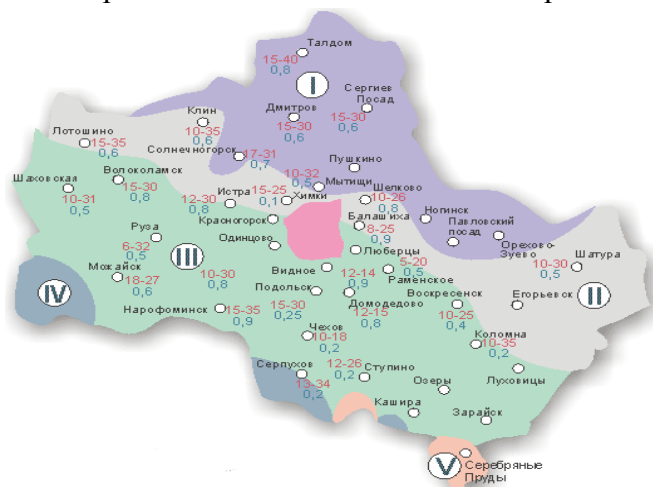 Талдом
15-40
0,8
I
Сергиев
Посад
15-30
0,6
Дмитров
15-30
0,6
Клин
10-35
0,6
Лотошино
15-35
0,6
Солнечногорск
17-31
0,7
Пушкино
Мытищи
10-32
0,5
Шаховская
10-31
0,5
Волоколамск
15-30
0,8
Истра
12-30
0,8
15-25
0,1
Химки
Щелково
10-26
0,8
Ногинск
Павловский
посад
Орехово-
Зуево
Красногорск
Балашиха
8-25
0,9
Шатура
10-30
0,5
Руза
6-32
0,5
III
Одинцово
Люберцы
Видное
5-20
0,5
Раменское
IV
Можайск
18-27
0,6
10-30
0,8
Подольск
12-14
0,9
Домодедово
12-15
0,8
Воскресенск
10-25
0,4
Егорьевск
II
Нарофоминск
15-35
0,9
15-30
0,25
Чехов
10-18
0,2
Коломна
10-35
0,2
Серпухов
13-34
0,2
12-26
0,2
Ступино
Озеры
Луховицы
Кашира
Зарайск
V
Серебряные
Пруды